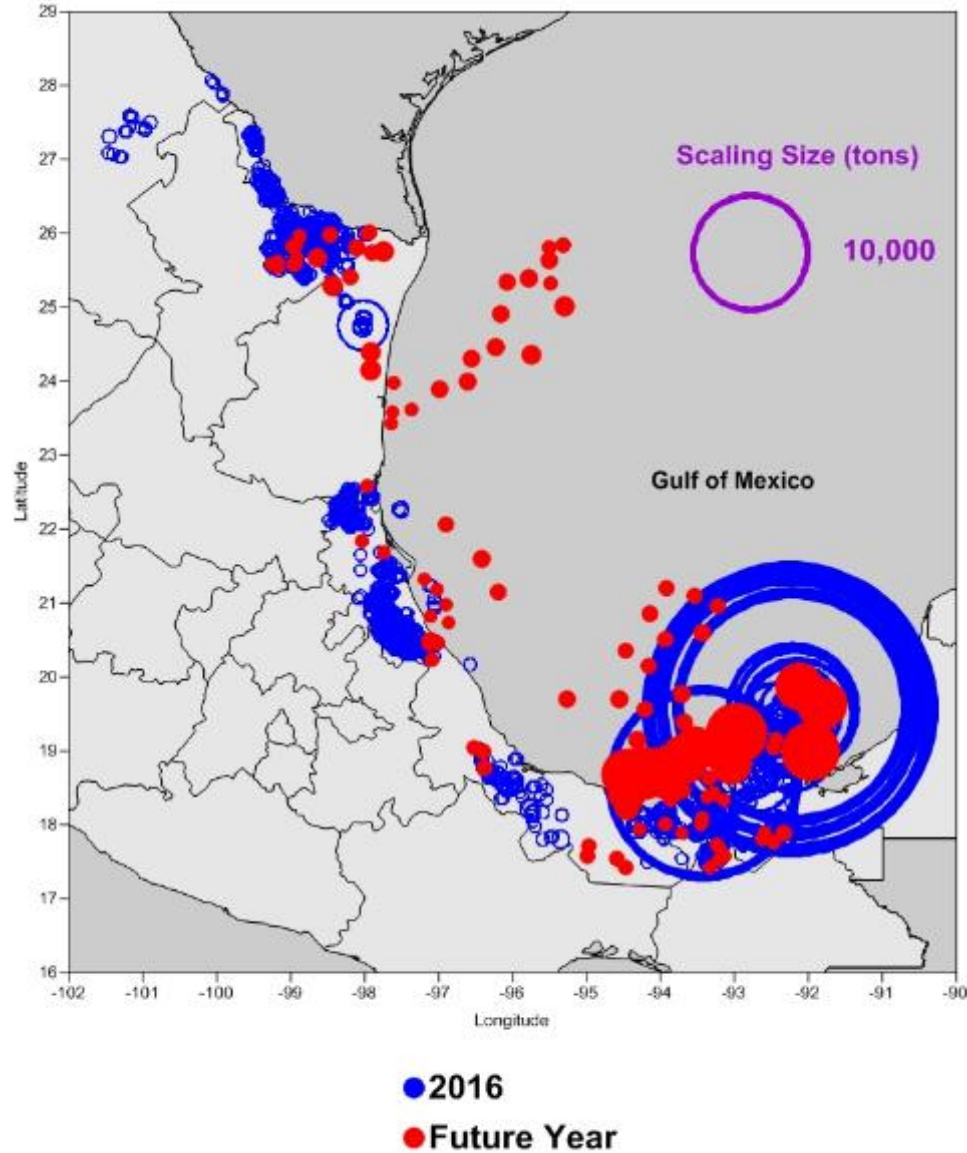 29
28
27
26
25
24
23
22
21
20
19
18
17
16
Latitude
Scaling Size (tons)
10,000
Gulf of Mexico
-102 -101 -100 -99 -98 -97 -96 -95 -94 -93 -92 -91 -90
Longitude
2016
Future Year